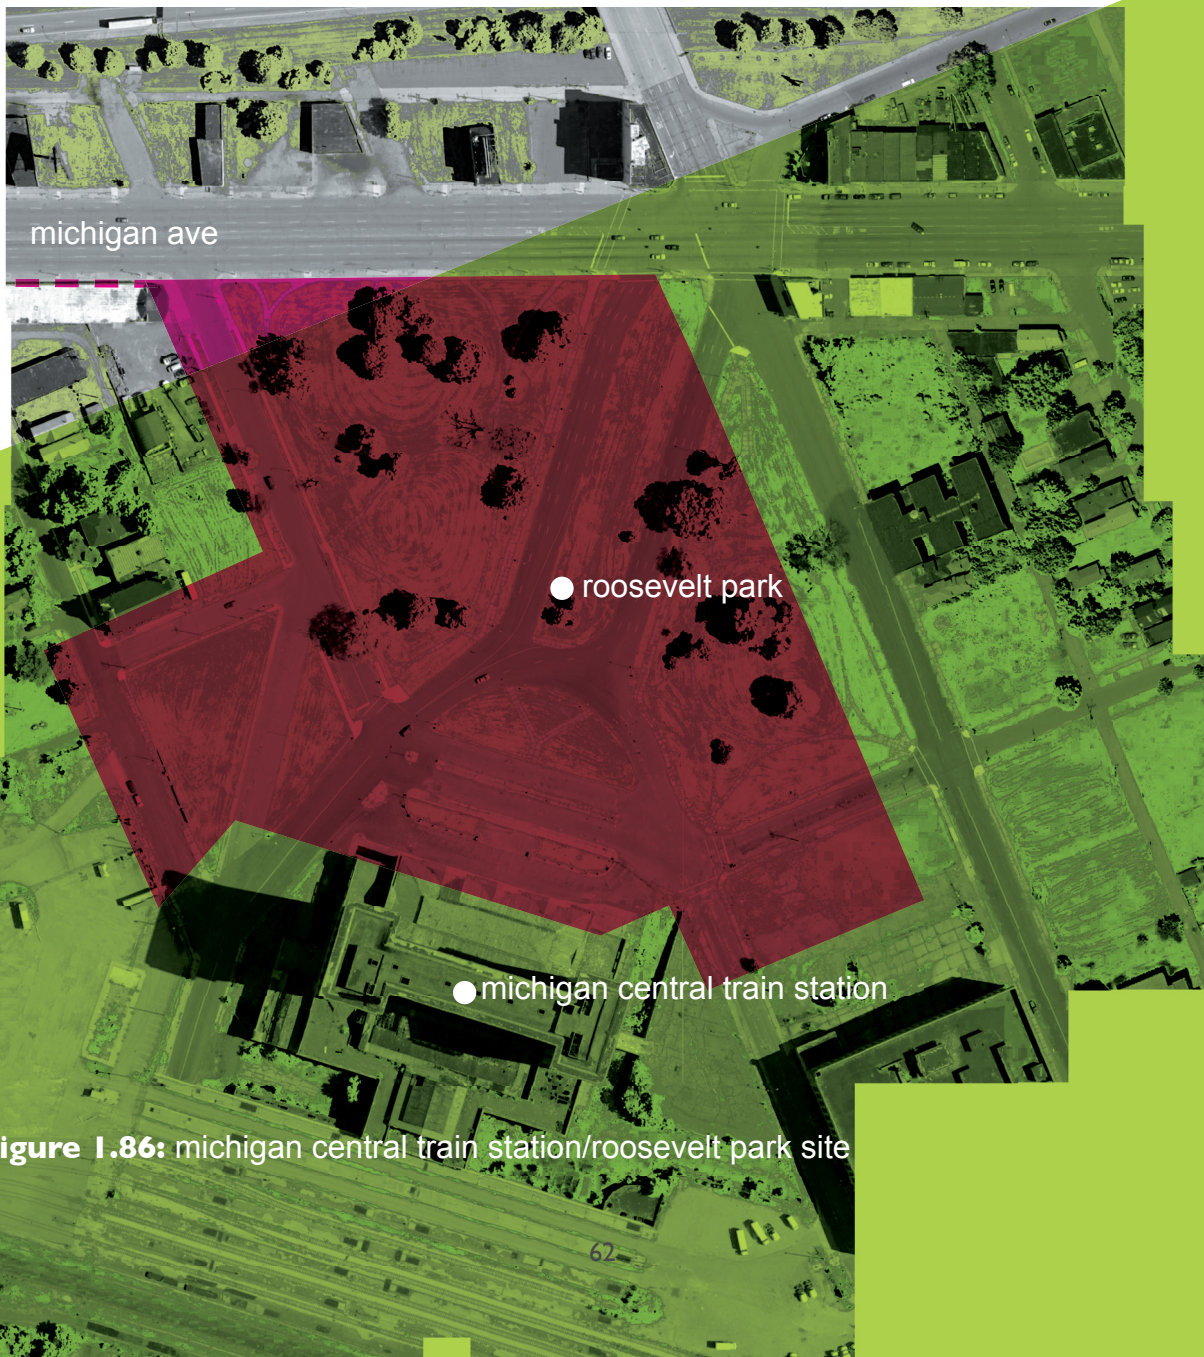 michigan ave
roosevelt park
michigan central train station
igure 1.86: michigan central train station/roosevelt park site
62